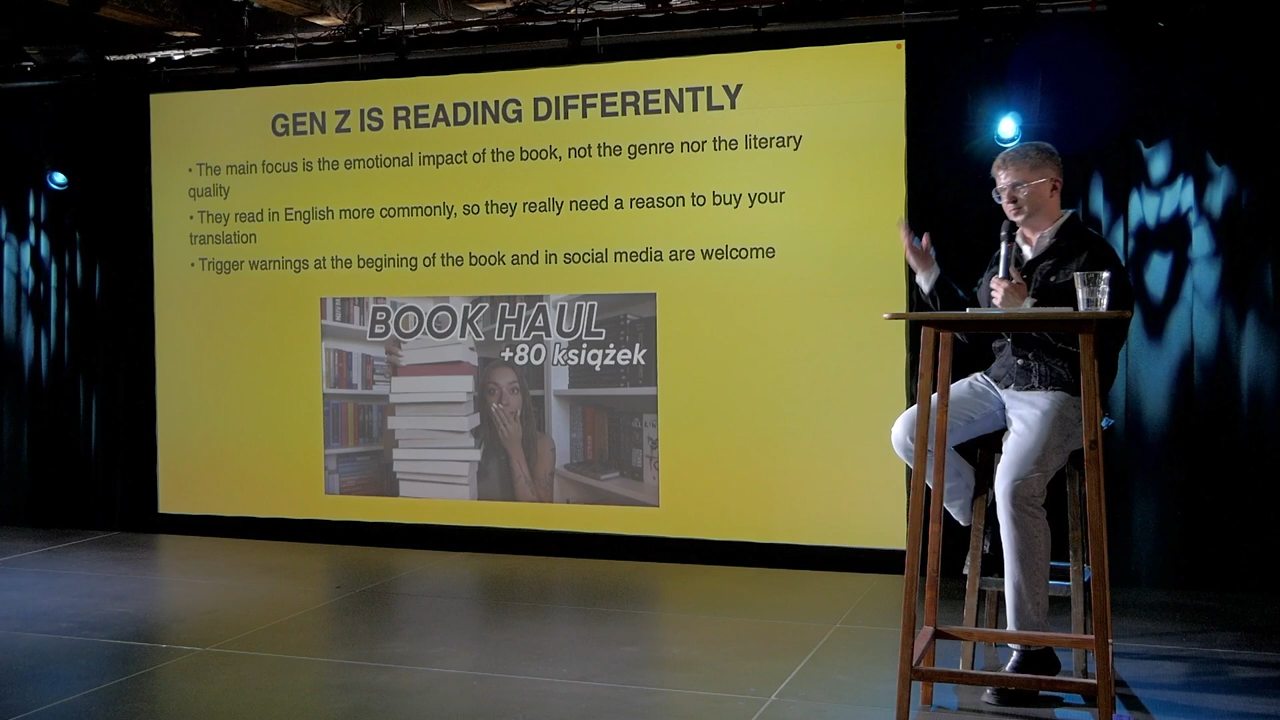 GEN Z IS READING DIFFERENTLY
• The main focus is the emotional impact of the book, not the genre nor the literary
quality
• They read in English more commonly, so they really need a reason to buy your
translation
• Trigger warnings at the begining of the book and in social media are welcome
BOOK HAUL
+80 książek